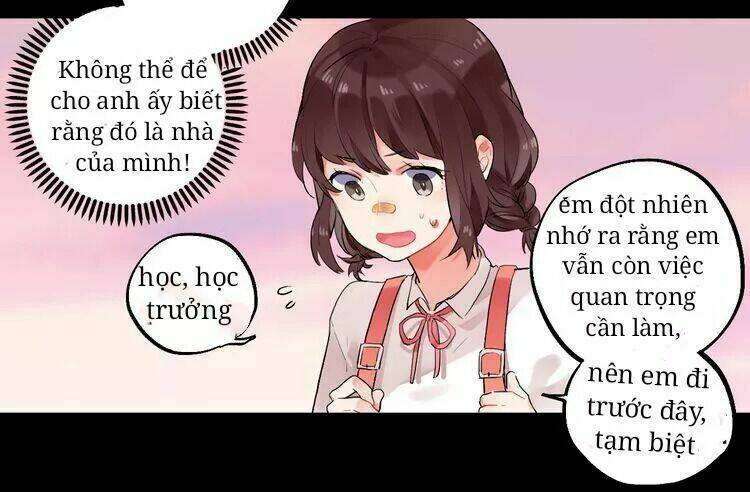 Không thể để
cho anh ấy biết
rằng đó là nhà
của mình!
học, học
trưởng
ém đột nhiên
nhớ ra rằng em
vẫn còn việc
quan trọng
cần làm,
nên em đi
trước đây,
tạm biệt